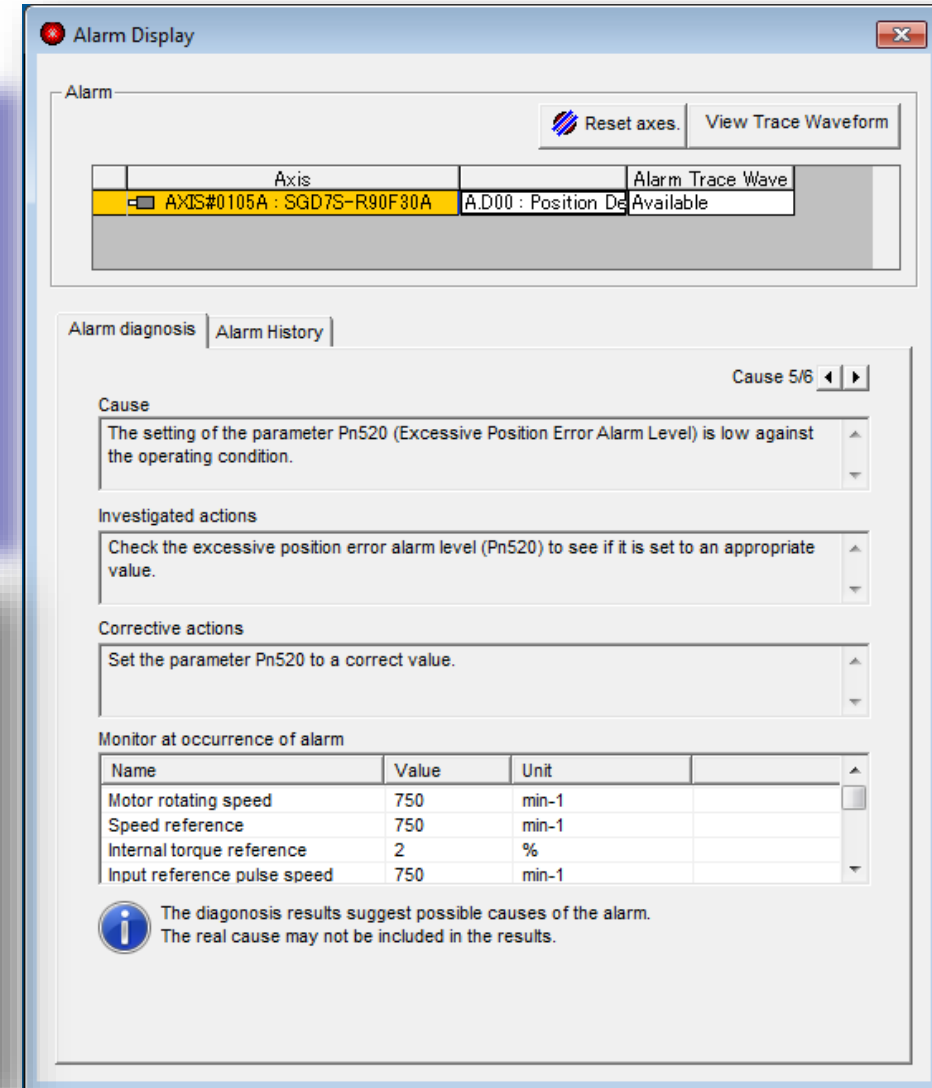 Alarm Display
Alarm
Reset axes.
View Trace Waveform
Axis
Alarm Trace Wave
AXIS#0105A : SGD7S-R90F30A
A.D00 : Position De
Available
Alarm diagnosis
Alarm History
Cause 5/6
Cause
The setting of the parameter Pn520 (Excessive Position Error Alarm Level) is low against
the operating condition.
Investigated actions
Check the excessive position error alarm level (Pn520) to see if it is set to an appropriate
value.
Corrective actions
Set the parameter Pn520 to a correct value.
Monitor at occurrence of alarm
Name Value Unit
Motor rotating speed 750 min-1
Speed reference 750 min-1
Internal torque reference 2 %
Input reference pulse speed 750 min-1
The diagonosis results suggest possible causes of the alarm.
The real cause may not be included in the results.